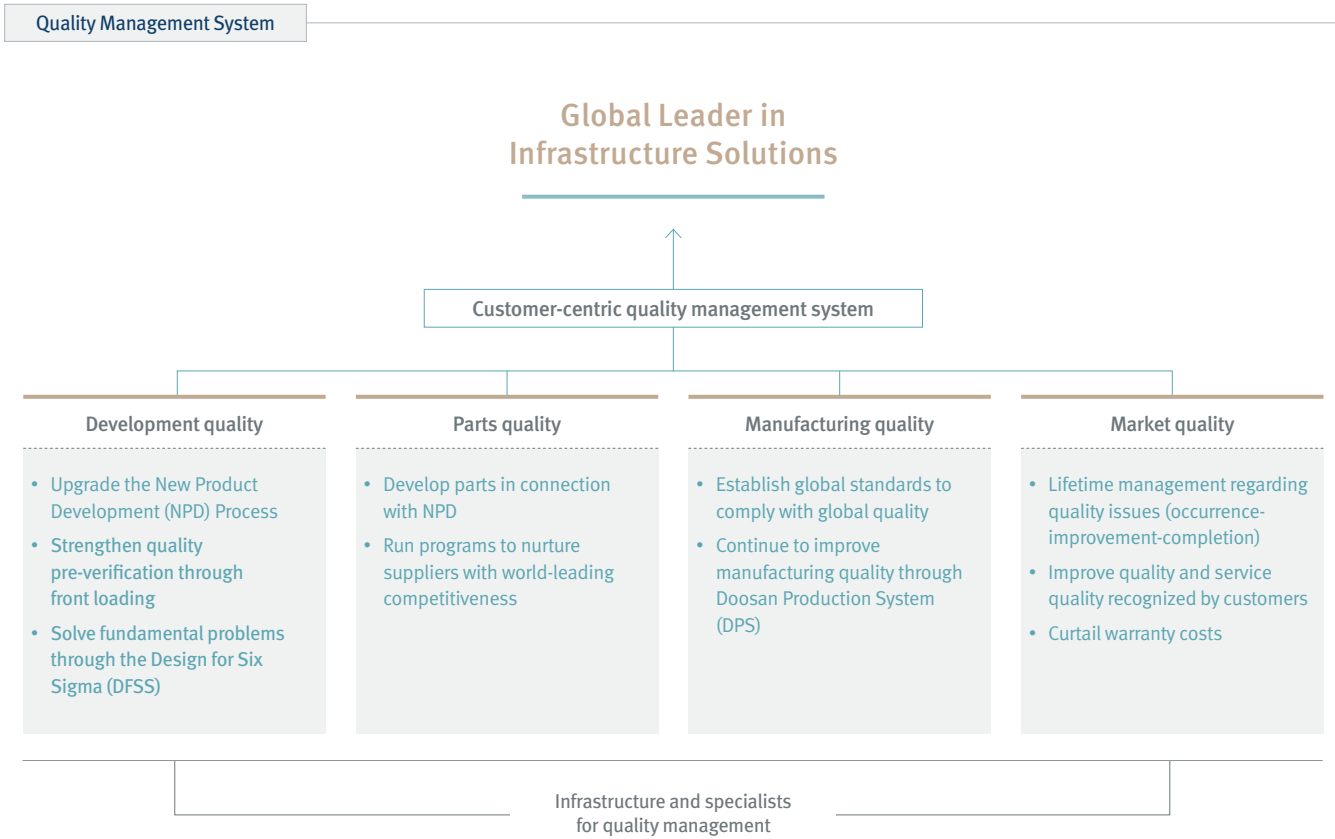 Quality Management System
Global Leader in
Infrastructure Solutions
Customer-centric quality management system
Development quality
• Upgrade the New Product
Development (NPD) Process
• Strengthen quality
pre-verification through
front loading
• Solve fundamental problems
through the Design for Six
Sigma (DFSS)
Parts quality
• Develop parts in connection
with NPD
• Run programs to nurture
suppliers with world-leading
competitiveness
Manufacturing quality
• Establish global standards to
comply with global quality
• Continue to improve
manufacturing quality through
Doosan Production System
(DPS)
Market quality
• Lifetime management regarding
quality issues (occurrence-
improvement-completion)
• Improve quality and service
quality recognized by customers
• Curtail warranty costs
Infrastructure and specialists
for quality management